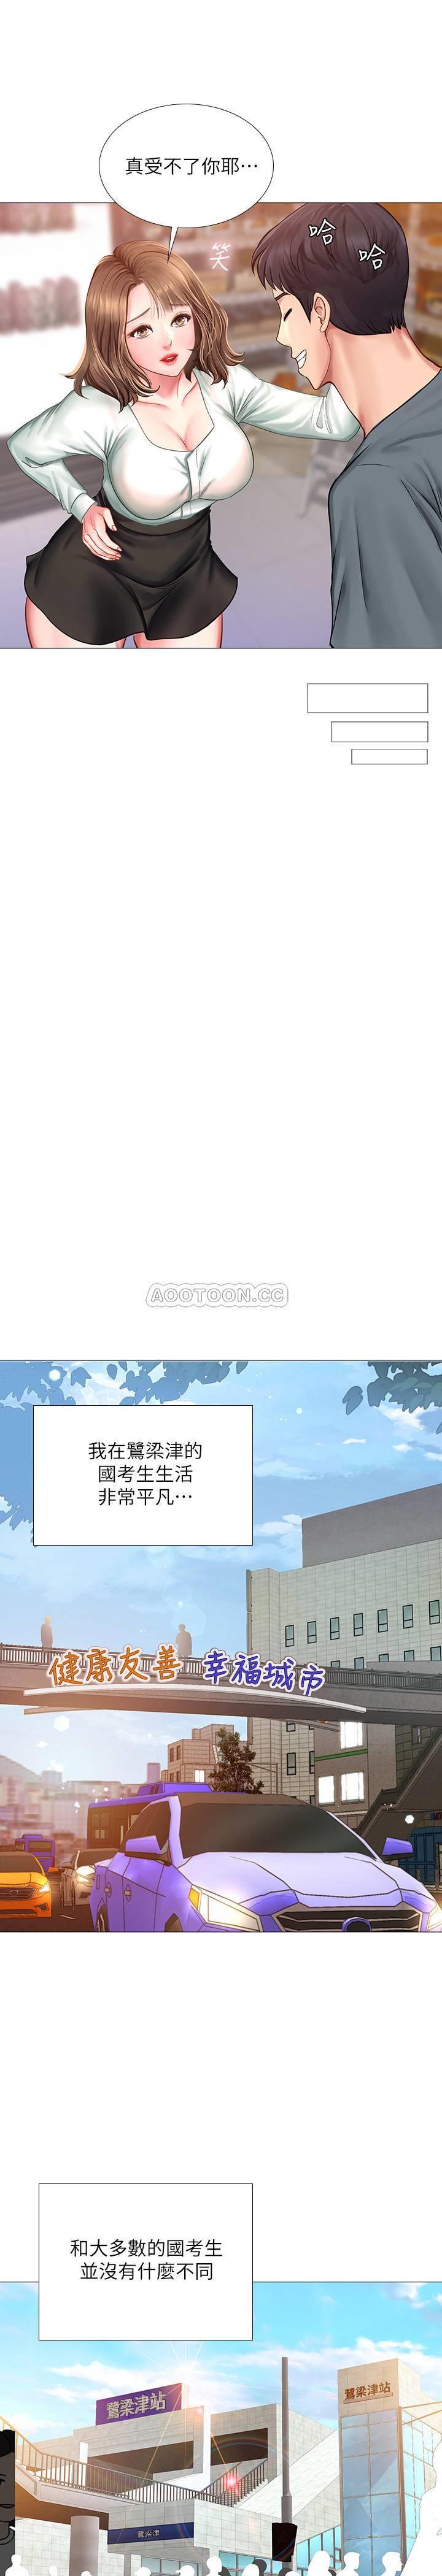 真受不了你耶⋯
笑
哈
哈
AOOTOON.CC
我在鷺梁津的
國考生生活
非常平凡⋯
健康友善 幸福城市
和大多數的國考生
並沒有什麼不同
鷺梁津站
鷺梁津站
鷺梁津